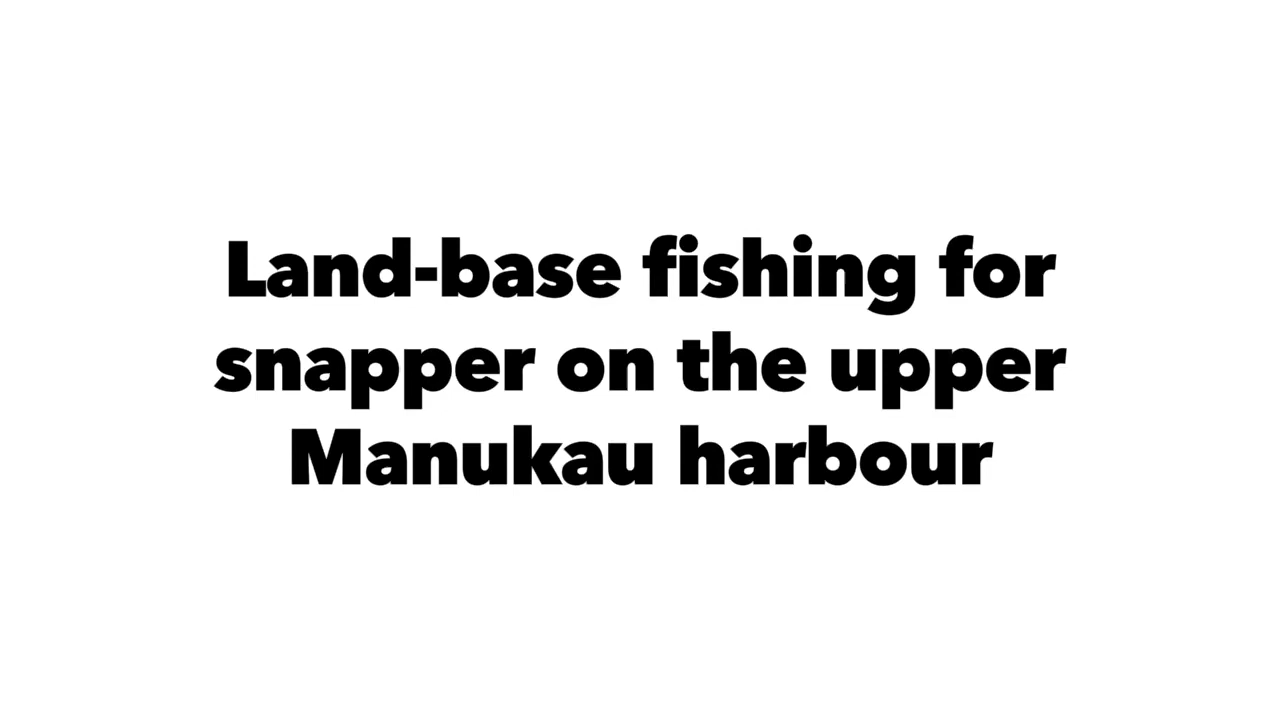 Land-base fishing for
snapper on the upper
Manukau harbour